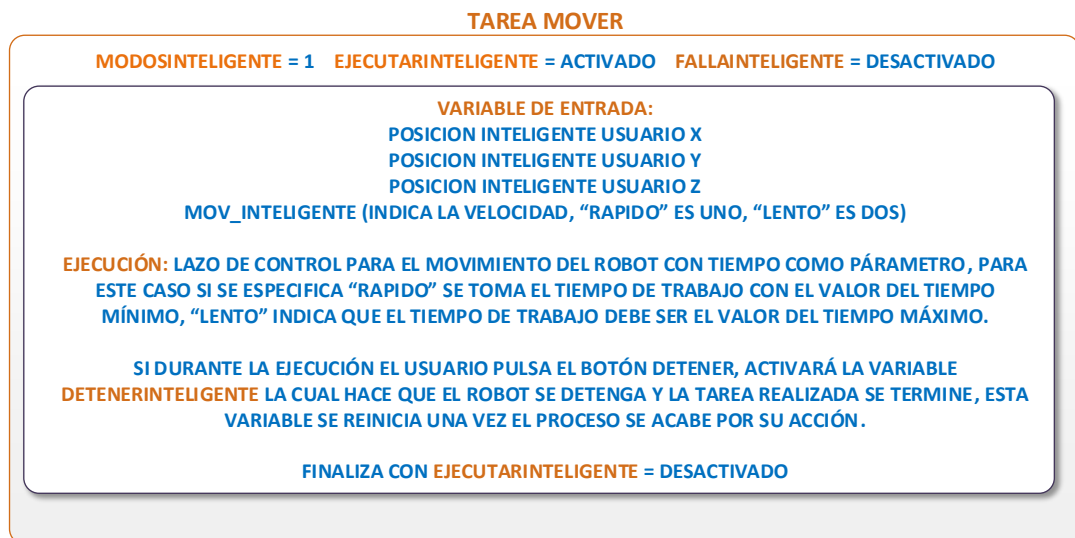 TAREA MOVER
MODOSINTELIGENTE = 1 EJECUTARINTELIGENTE = ACTIVADO FALLAINTELIGENTE = DESACTIVADO
VARIABLE DE ENTRADA:
POSICION INTELIGENTE USUARIO X
POSICION INTELIGENTE USUARIO Y
POSICION INTELIGENTE USUARIO Z
MOV_INTELIGENTE (INDICA LA VELOCIDAD, “RAPIDO” ES UNO, “LENTO” ES DOS)
EJECUCIÓN: LAZO DE CONTROL PARA EL MOVIMIENTO DEL ROBOT CON TIEMPO COMO PÁRAMETRO, PARA
ESTE CASO SI SE ESPECIFICA “RAPIDO” SE TOMA EL TIEMPO DE TRABAJO CON EL VALOR DEL TIEMPO
MÍNIMO, “LENTO” INDICA QUE EL TIEMPO DE TRABAJO DEBE SER EL VALOR DEL TIEMPO MÁXIMO.
SI DURANTE LA EJECUCIÓN EL USUARIO PULSA EL BOTÓN DETENER, ACTIVARÁ LA VARIABLE
DETENERINTELIGENTE LA CUAL HACE QUE EL ROBOT SE DETENGA Y LA TAREA REALIZADA SE TERMINE, ESTA
VARIABLE SE REINICIA UNA VEZ EL PROCESO SE ACABE POR SU ACCIÓN.
FINALIZA CON EJECUTARINTELIGENTE = DESACTIVADO